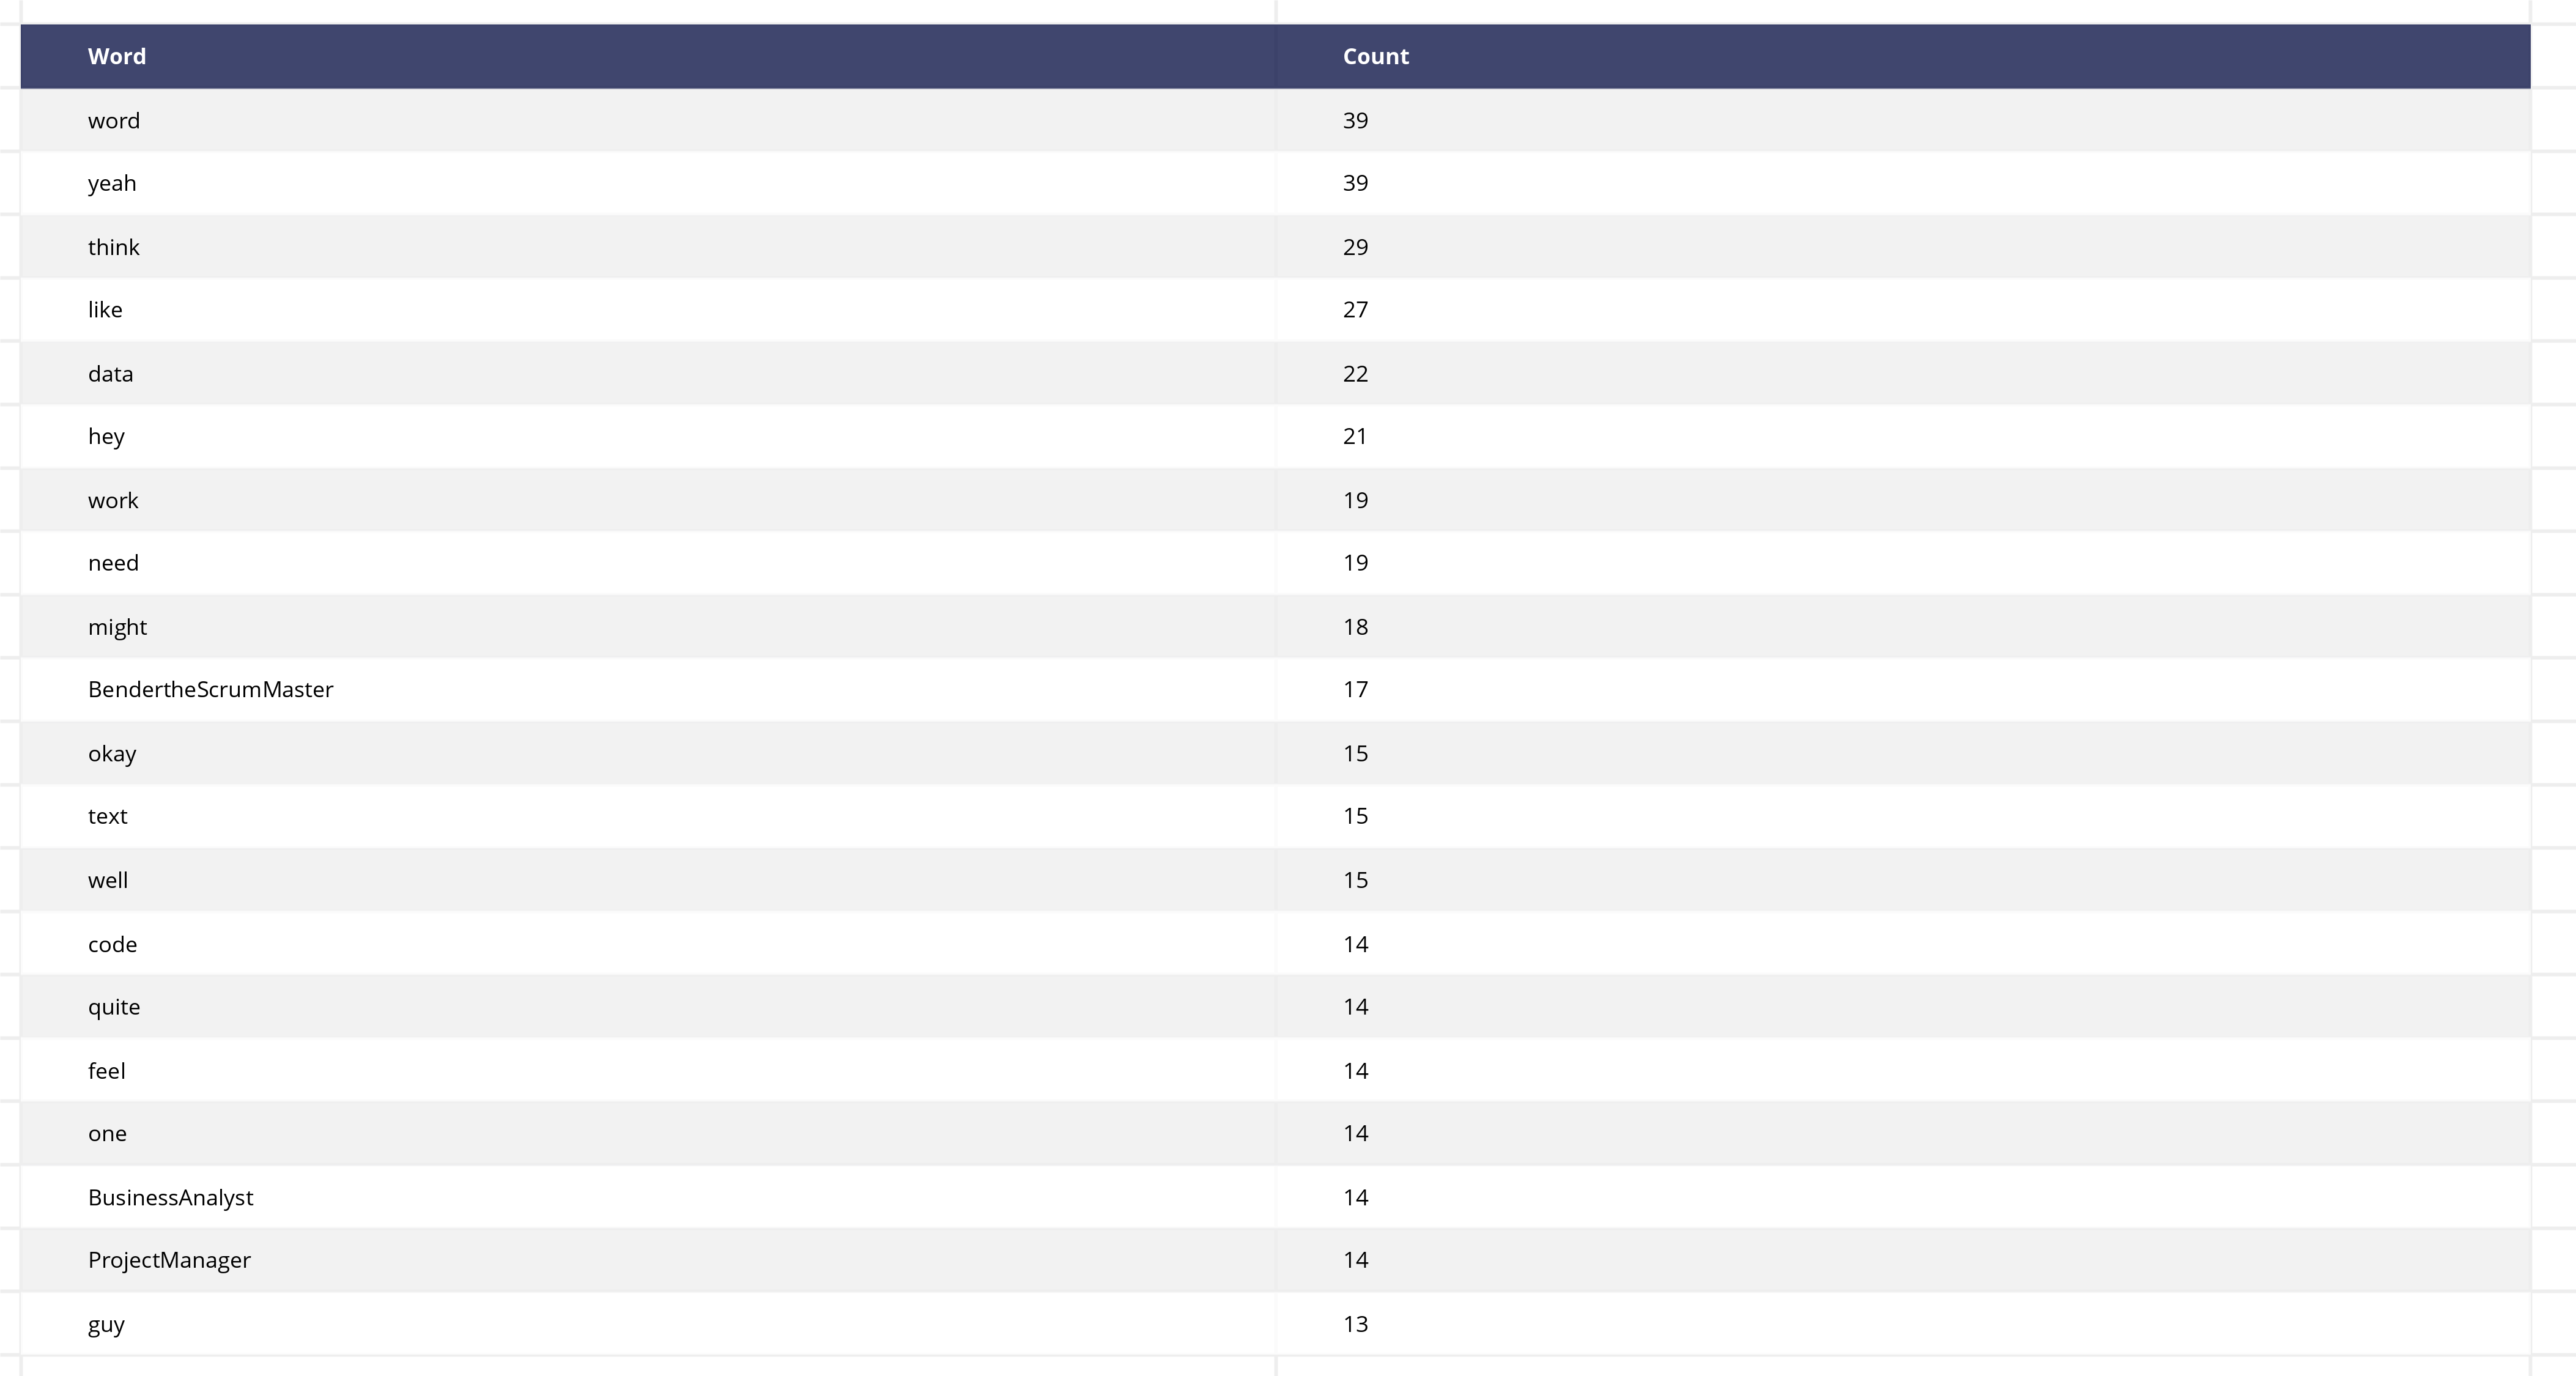 Word Count
word 39
yeah 39
think 29
like 27
data 22
hey 21
work 19
need 19
might 18
BendertheScrumMaster 17
okay 15
text 15
well 15
code 14
quite 14
feel 14
one 14
BusinessAnalyst 14
ProjectManager 14
guy 13